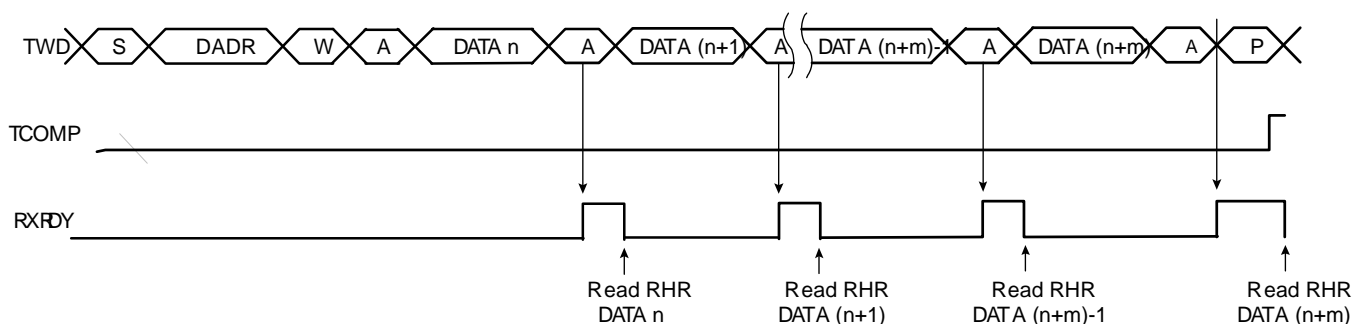 TWD S DADR W A DATA n A DATA (n+1) A DATA (n+m)-1 A DATA (n+m) A P
TCOMP
RXRDY
Read RHR Read RHR Read RHR Read RHR
DATA n DATA (n+1) DATA (n+m)-1 DATA (n+m)